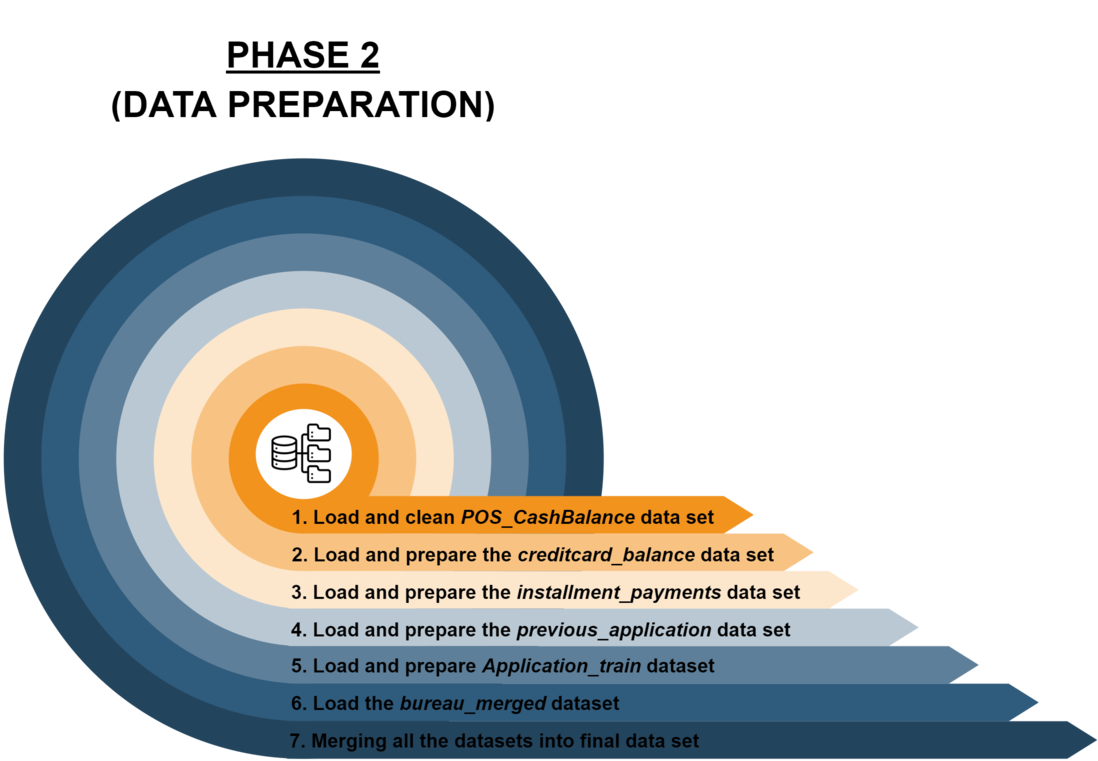 PHASE 2
(DATA PREPARATION)
1. Load and clean POS_CashBalance data set
2. Load and prepare the creditcard_balance data set
3. Load and prepare the installment_payments data set
4. Load and prepare the previous_application data set
5. Load and prepare Application_train dataset
6. Load the bureau_merged dataset
7. Merging all the datasets into final data set